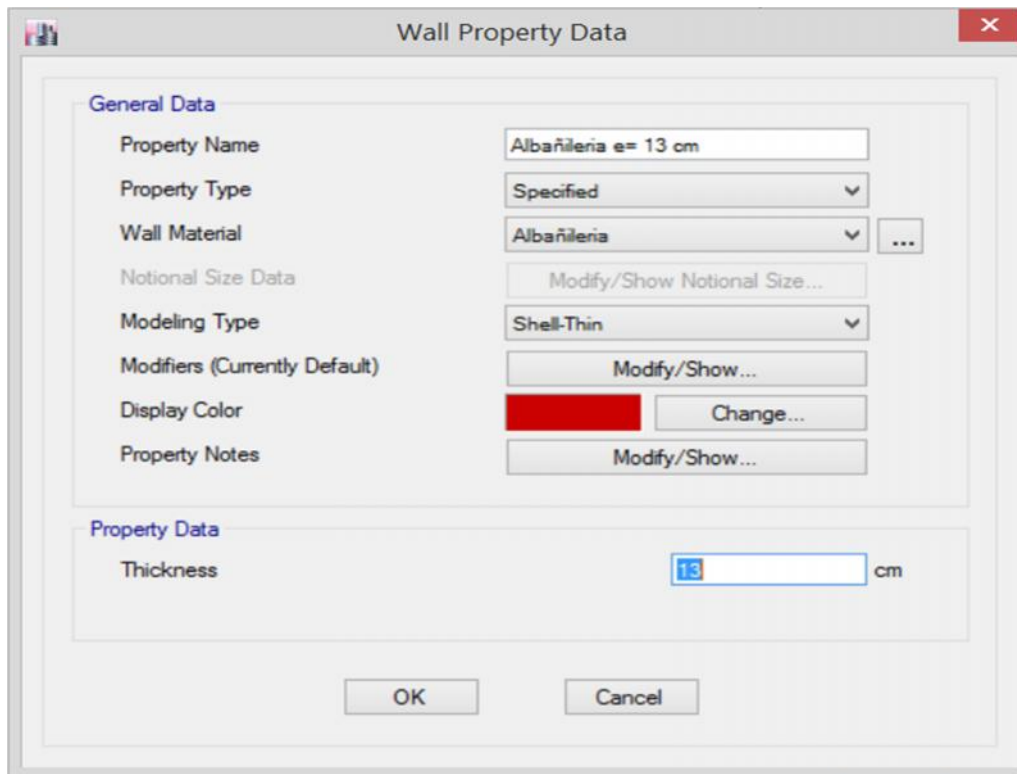 Wall Property Data
General Data
Property Name Albañileria e= 13 cm
Property Type Specified
Wall Material Albañileria ...
Notional Size Data Modify/Show Notional Size...
Modeling Type Shell-Thin
Modifiers (Currently Default) Modify/Show...
Display Color Change...
Property Notes Modify/Show...
Property Data
Thickness 13 cm
OK Cancel